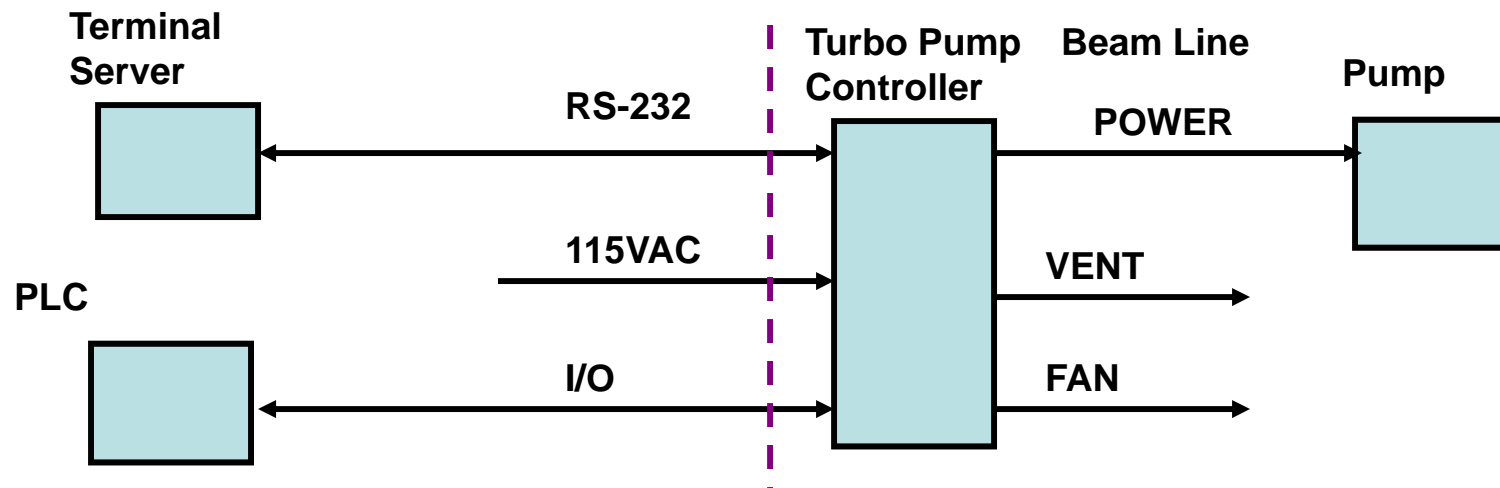 Terminal
Server
Turbo Pump
Controller
Beam Line
Pump
RS-232
POWER
115VAC
VENT
PLC
I/O
FAN